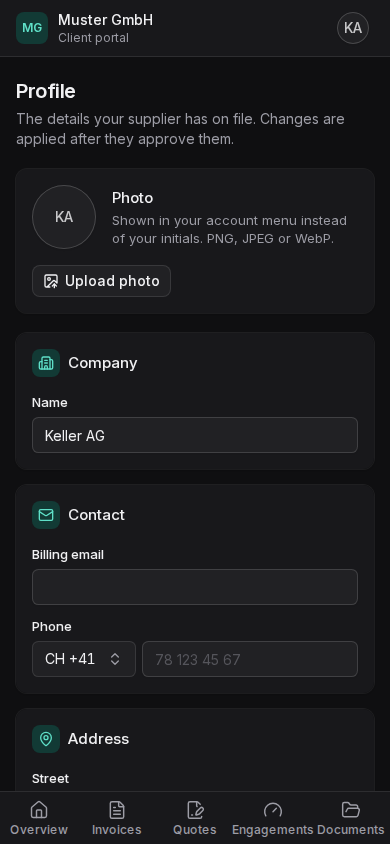 MG
Muster GmbH
Client portal
KA
Profile
The details your supplier has on file. Changes are
applied after they approve them.
KA
Photo
Shown in your account menu instead
of your initials. PNG, JPEG or WebP.
Upload photo
Company
Name
Keller AG
Contact
Billing email
Phone
CH +41
78 123 45 67
Address
Street
Overview
Invoices
Quotes
Engagements
Documents